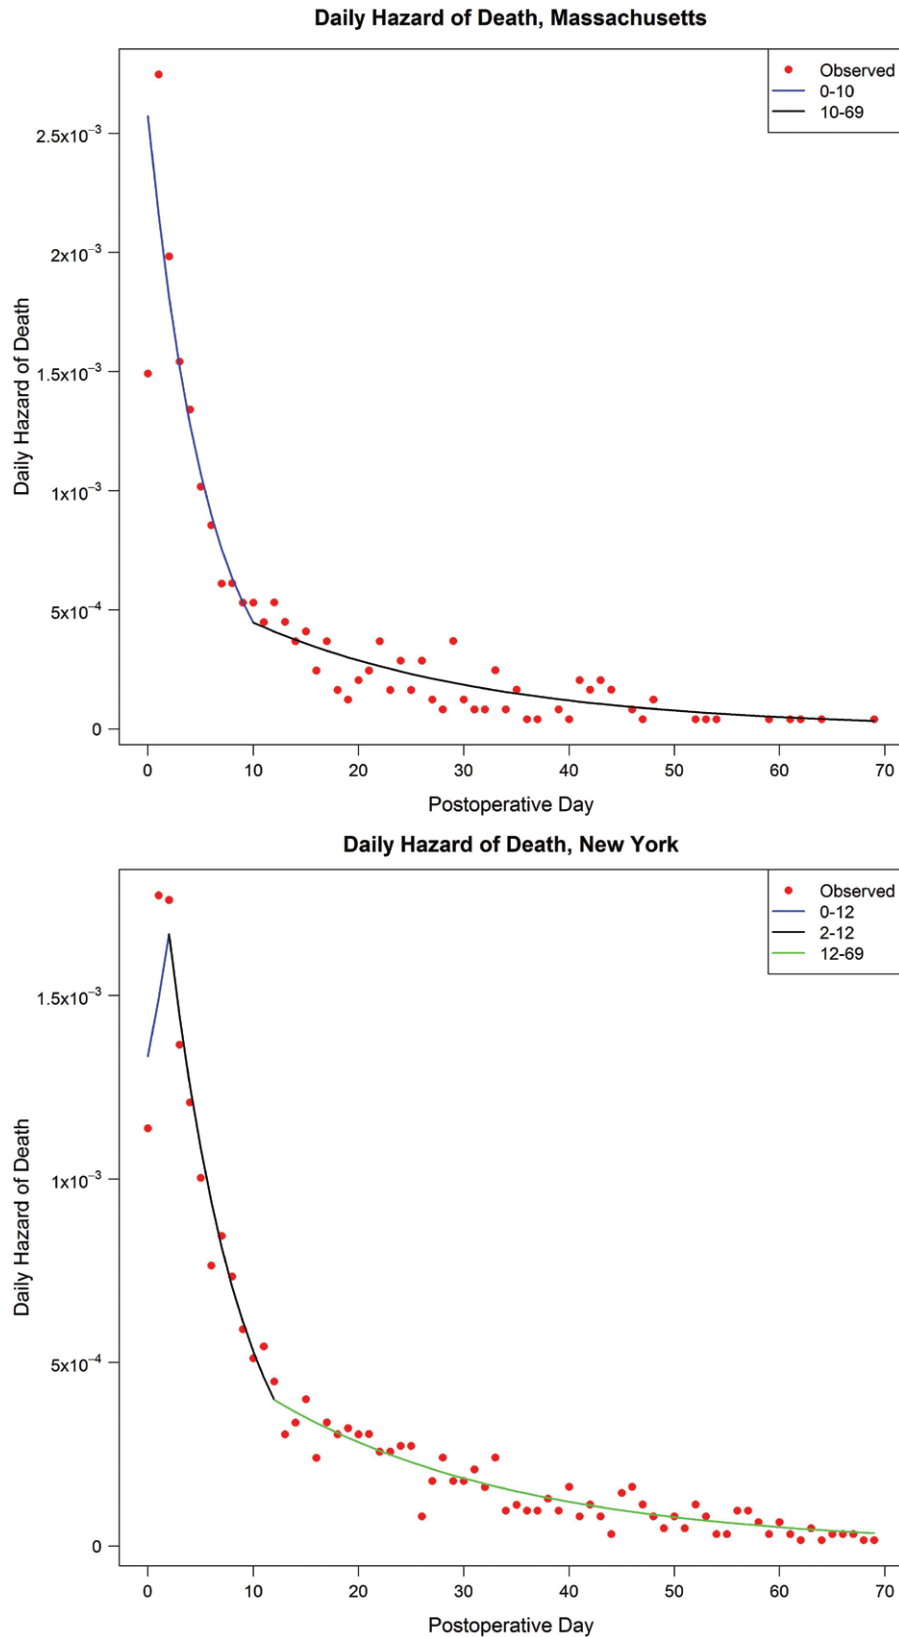 Daily Hazard of Death, Massachusetts
Observed
0-10
10-69
2.5x10⁻³
2x10⁻³
1.5x10⁻³
1x10⁻³
5x10⁻⁴
0
Daily Hazard of Death
0 10 20 30 40 50 60 70
Postoperative Day
Daily Hazard of Death, New York
Observed
0-12
2-12
12-69
1.5x10⁻³
1x10⁻³
5x10⁻⁴
0
Daily Hazard of Death
0 10 20 30 40 50 60 70
Postoperative Day